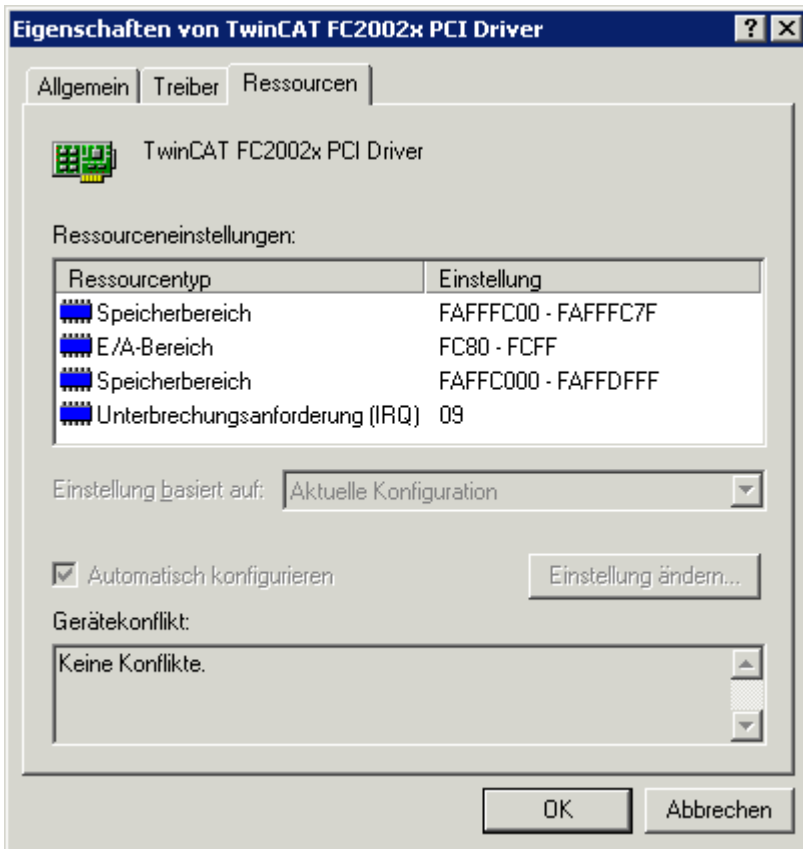 Eigenschaften von TwinCAT FC2002x PCI Driver
Allgemein Treiber Ressourcen
TwinCAT FC2002x PCI Driver
Ressourceneinstellungen:
Ressourcentyp Einstellung
Speicherbereich FAFFFC00 - FAFFFC7F
E/A-Bereich FC80 - FCFF
Speicherbereich FAFFC000 - FAFFDFFF
Unterbrechungsanforderung (IRQ) 09
Einstellung basiert auf: Aktuelle Konfiguration
Automatisch konfigurieren Einstellung ändern...
Gerätekonflikt:
Keine Konflikte.
OK Abbrechen